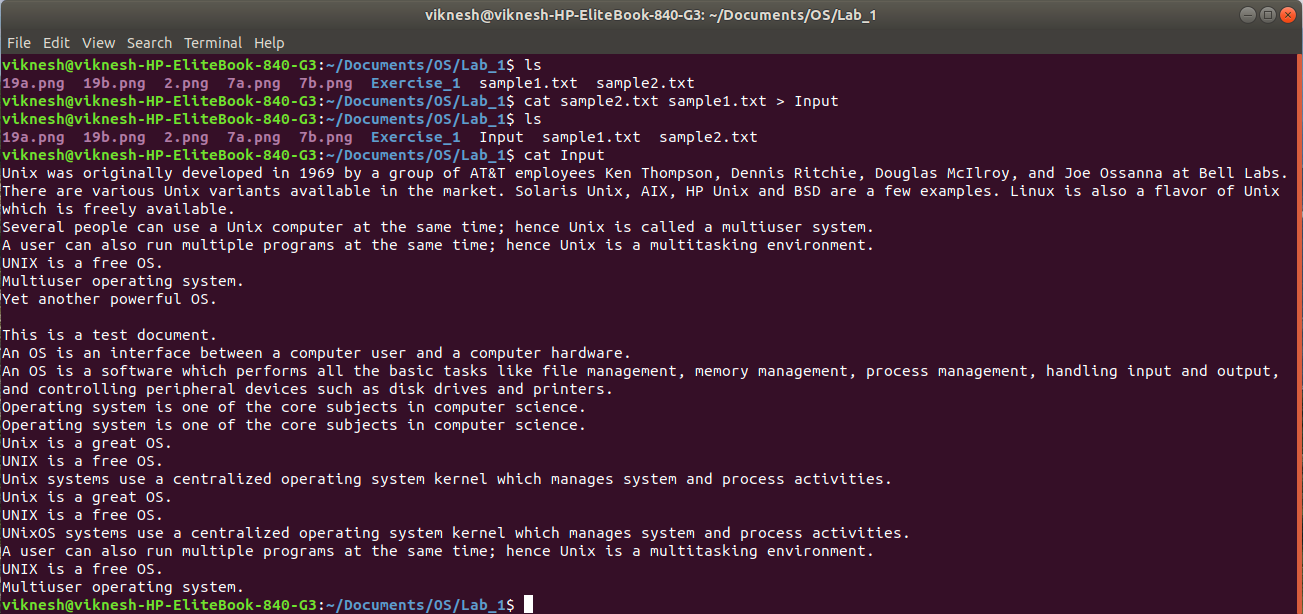 viknesh@viknesh-HP-EliteBook-840-G3: ~/Documents/OS/Lab_1
File Edit View Search Terminal Help
viknesh@viknesh-HP-EliteBook-840-G3:~/Documents/OS/Lab_1$ ls
19a.png  19b.png  2.png  7a.png  7b.png  Exercise_1  sample1.txt  sample2.txt
viknesh@viknesh-HP-EliteBook-840-G3:~/Documents/OS/Lab_1$ cat sample2.txt sample1.txt > Input
viknesh@viknesh-HP-EliteBook-840-G3:~/Documents/OS/Lab_1$ ls
19a.png  19b.png  2.png  7a.png  7b.png  Exercise_1  Input  sample1.txt  sample2.txt
viknesh@viknesh-HP-EliteBook-840-G3:~/Documents/OS/Lab_1$ cat Input
Unix was originally developed in 1969 by a group of AT&T employees Ken Thompson, Dennis Ritchie, Douglas McIlroy, and Joe Ossanna at Bell Labs.
There are various Unix variants available in the market. Solaris Unix, AIX, HP Unix and BSD are a few examples. Linux is also a flavor of Unix
which is freely available.
Several people can use a Unix computer at the same time; hence Unix is called a multiuser system.
A user can also run multiple programs at the same time; hence Unix is a multitasking environment.
UNIX is a free OS.
Multiuser operating system.
Yet another powerful OS.

This is a test document.
An OS is an interface between a computer user and a computer hardware.
An OS is a software which performs all the basic tasks like file management, memory management, process management, handling input and output,
and controlling peripheral devices such as disk drives and printers.
Operating system is one of the core subjects in computer science.
Operating system is one of the core subjects in computer science.
Unix is a great OS.
UNIX is a free OS.
Unix systems use a centralized operating system kernel which manages system and process activities.
Unix is a great OS.
UNIX is a free OS.
UNixOS systems use a centralized operating system kernel which manages system and process activities.
A user can also run multiple programs at the same time; hence Unix is a multitasking environment.
UNIX is a free OS.
Multiuser operating system.
viknesh@viknesh-HP-EliteBook-840-G3:~/Documents/OS/Lab_1$